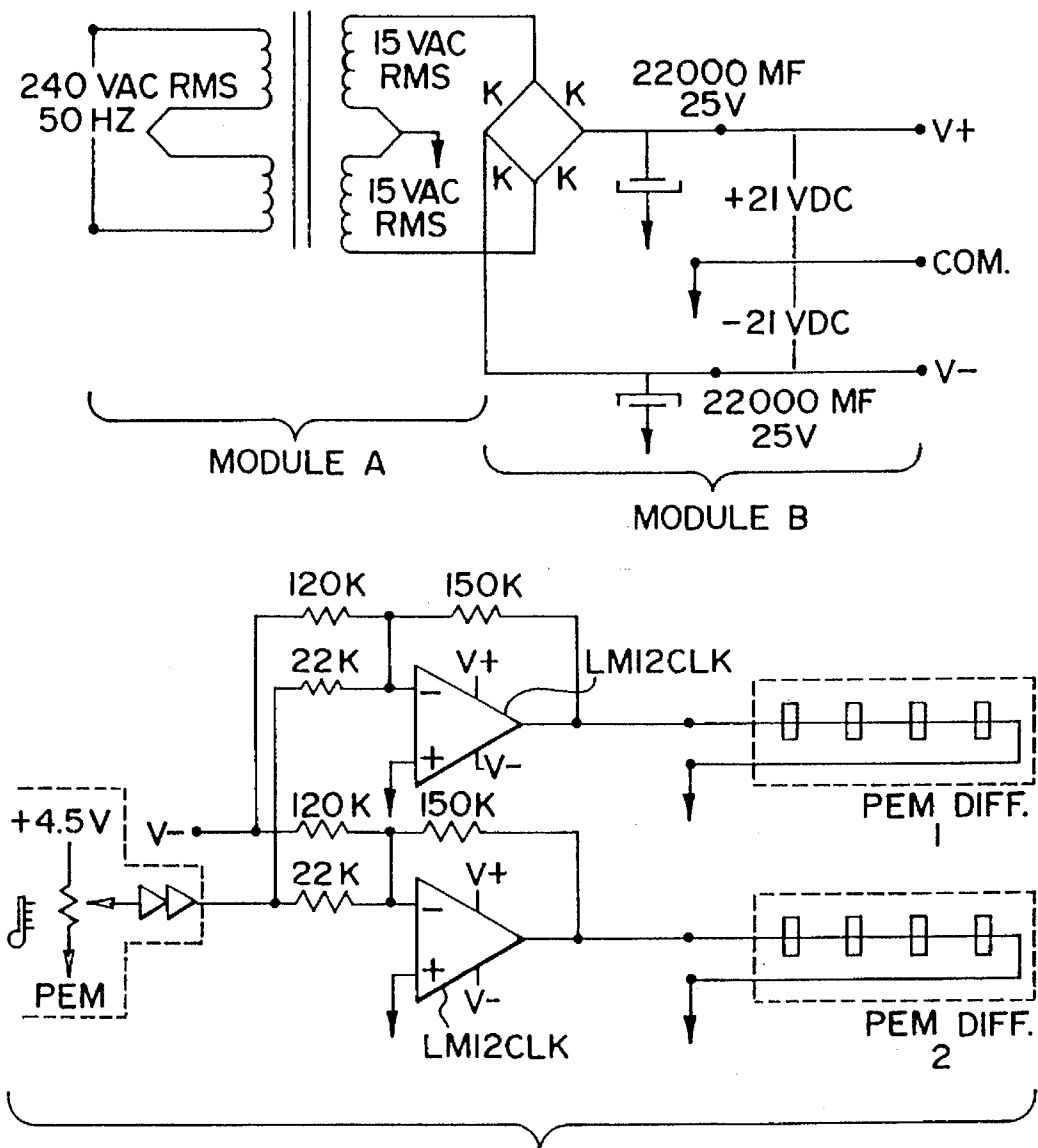 240 VAC RMS
50 HZ
15 VAC
RMS
15 VAC
RMS
K
K
K
K
22000 MF
25V
V+
+21 VDC
COM.
-21 VDC
V-
22000 MF
25V
MODULE A
MODULE B
120K
150K
22K
V+
LM12CLK
-
+
V-
120K
150K
+4.5V
V-
22K
V+
-
+
V-
PEM
LM12CLK
PEM DIFF.
1
PEM DIFF.
2